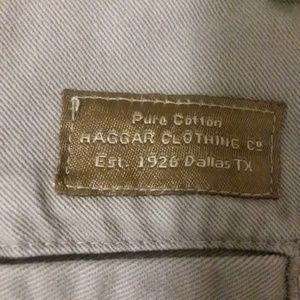 Pure Cotton
HAGGAR CLOTHING Co
Est. 1926 Dallas TX